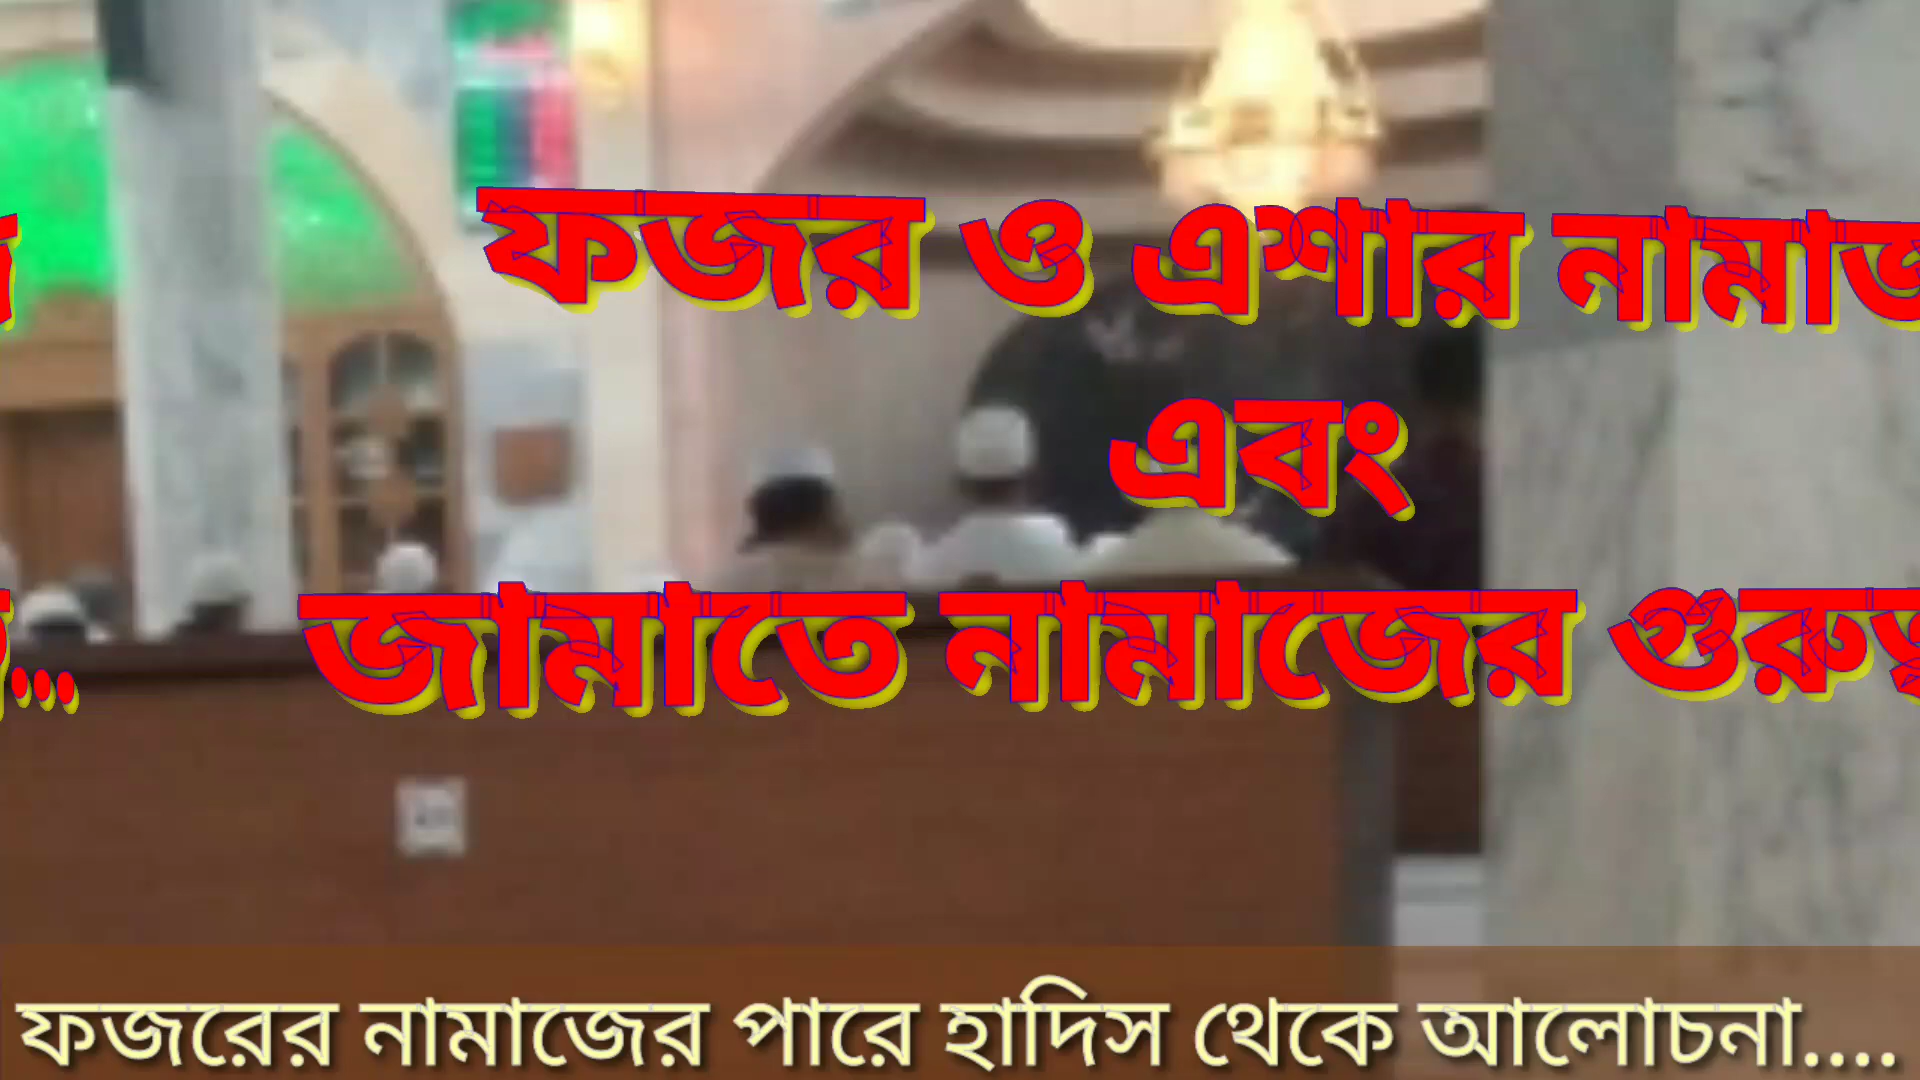 ফজর ও এশার নামাজ
এবং
জামাতে নামাজের গুরুত্ব
...
ফজরের নামাজের পারে হাদিস থেকে আলোচনা....